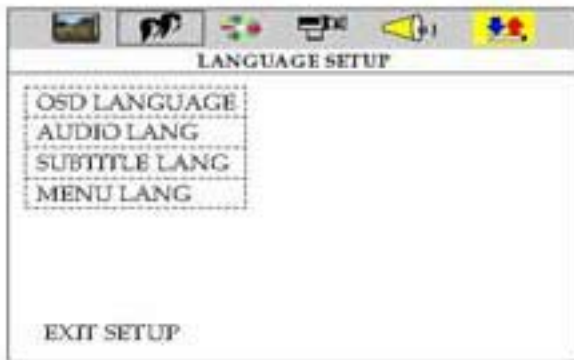 LANGUAGE SETUP
OSD LANGUAGE
AUDIO LANG
SUBTITLE LANG
MENU LANG
EXIT SETUP